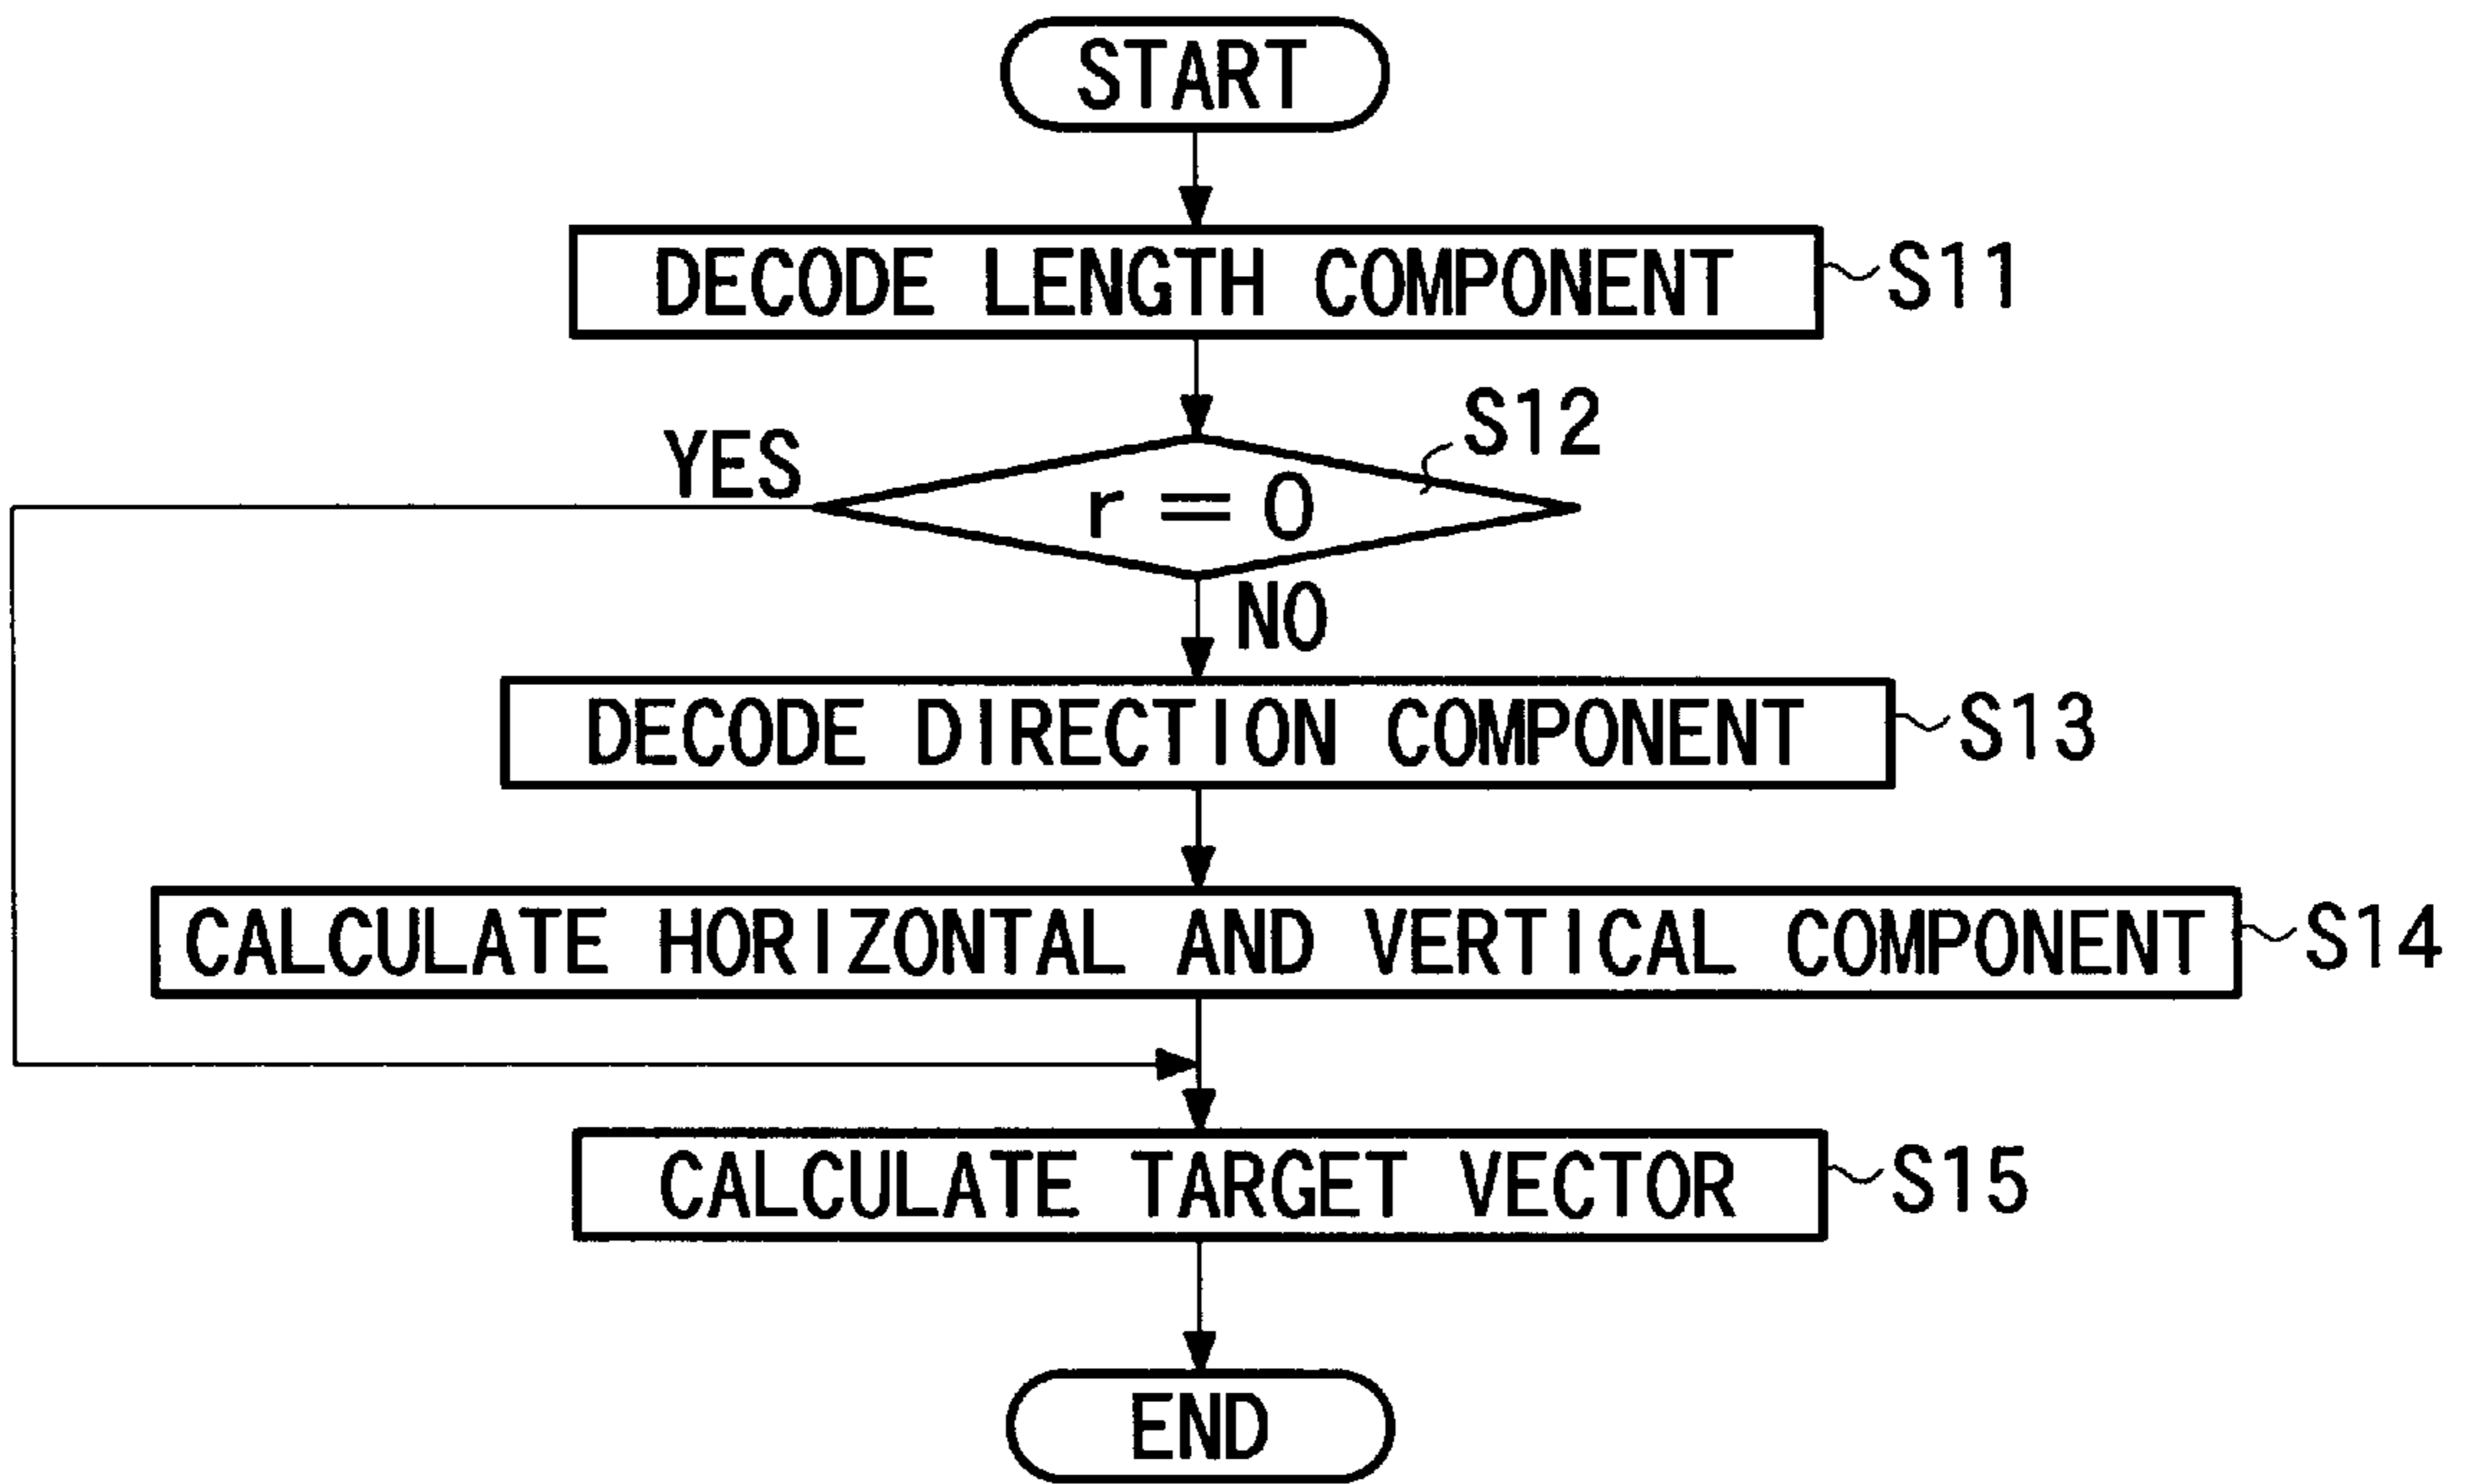 START
DECODE LENGTH COMPONENT
S11
S12
YES
r = 0
NO
DECODE DIRECTION COMPONENT
S13
CALCULATE HORIZONTAL AND VERTICAL COMPONENT
S14
CALCULATE TARGET VECTOR
S15
END